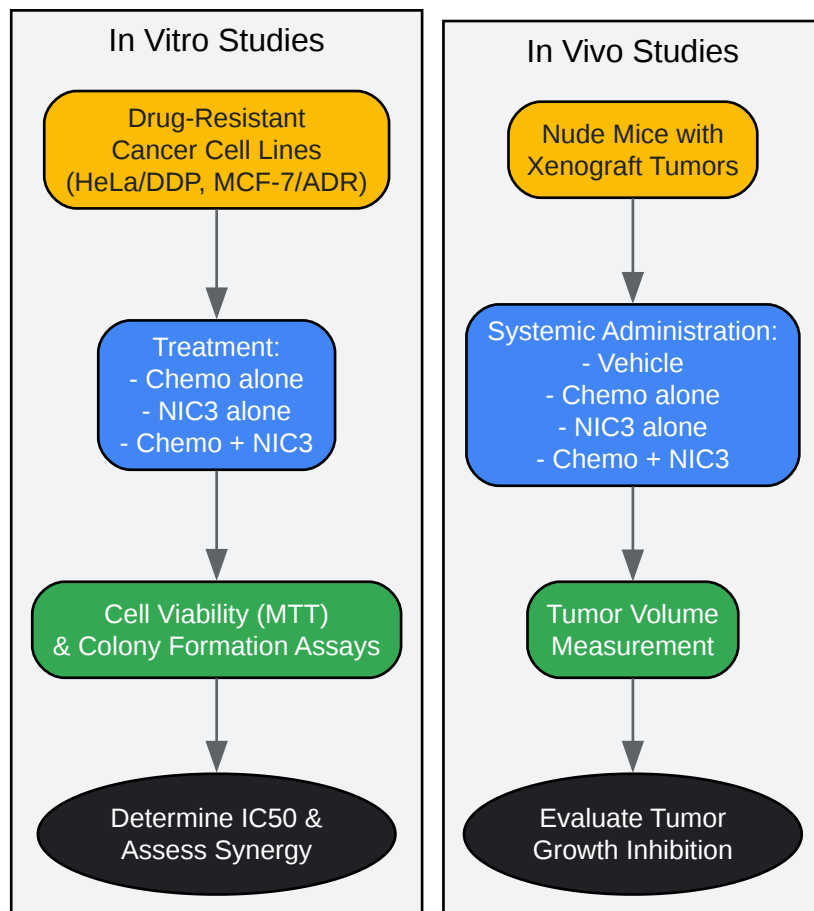 In Vitro Studies
Drug-Resistant
Cancer Cell Lines
(HeLa/DDP, MCF-7/ADR)
Treatment:
- Chemo alone
- NIC3 alone
- Chemo + NIC3
Cell Viability (MTT)
& Colony Formation Assays
Determine IC50 &
Assess Synergy
In Vivo Studies
Nude Mice with
Xenograft Tumors
Systemic Administration:
- Vehicle
- Chemo alone
- NIC3 alone
- Chemo + NIC3
Tumor Volume
Measurement
Evaluate Tumor
Growth Inhibition